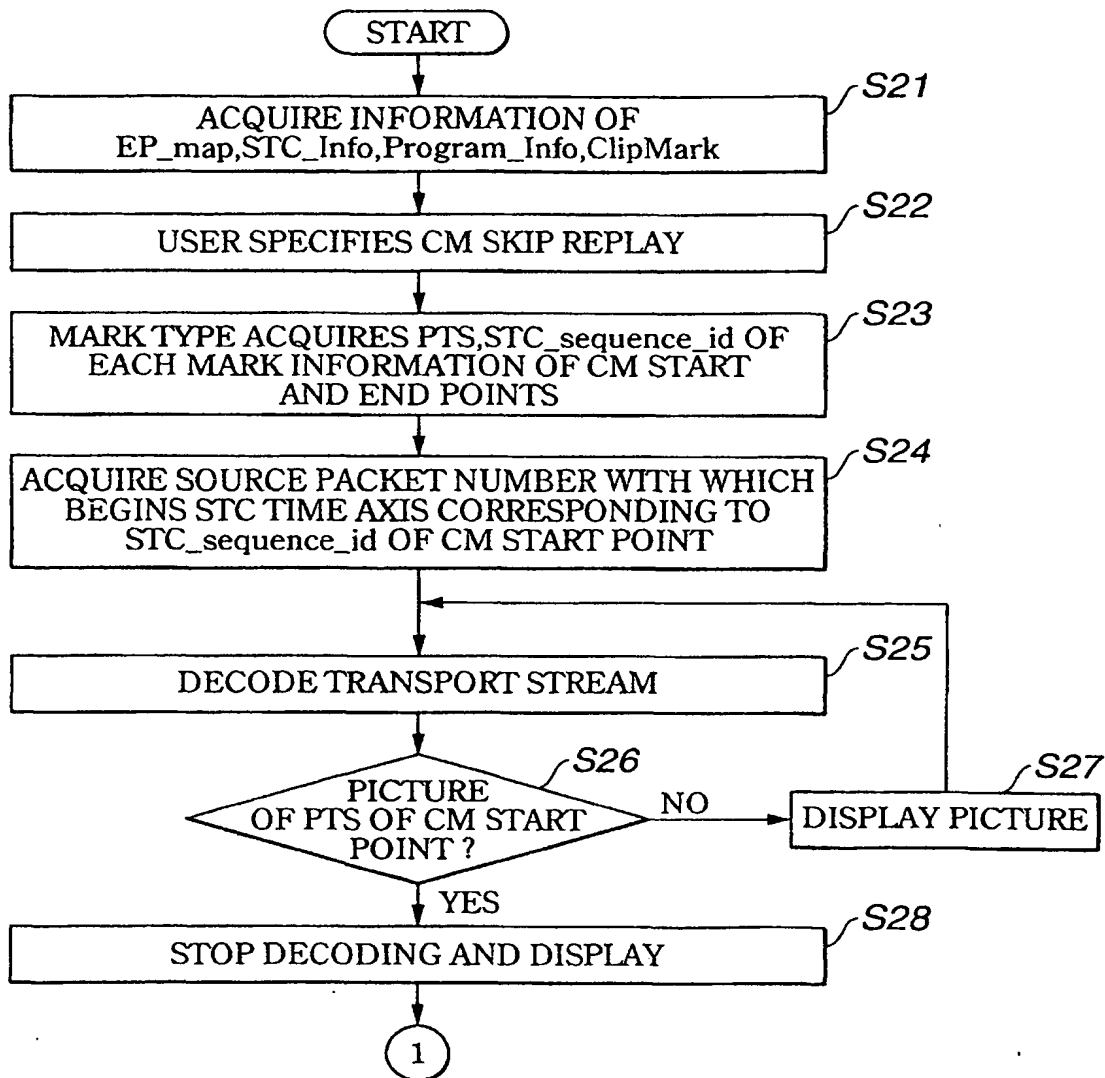 START
S21
ACQUIRE INFORMATION OF
EP_map,STC_Info,Program_Info,ClipMark
S22
USER SPECIFIES CM SKIP REPLAY
S23
MARK TYPE ACQUIRES PTS,STC_sequence_id OF
EACH MARK INFORMATION OF CM START
AND END POINTS
S24
ACQUIRE SOURCE PACKET NUMBER WITH WHICH
BEGINS STC TIME AXIS CORRESPONDING TO
STC_sequence_id OF CM START POINT
S25
DECODE TRANSPORT STREAM
S26
PICTURE
OF PTS OF CM START
POINT ?
NO
S27
DISPLAY PICTURE
YES
S28
STOP DECODING AND DISPLAY
1